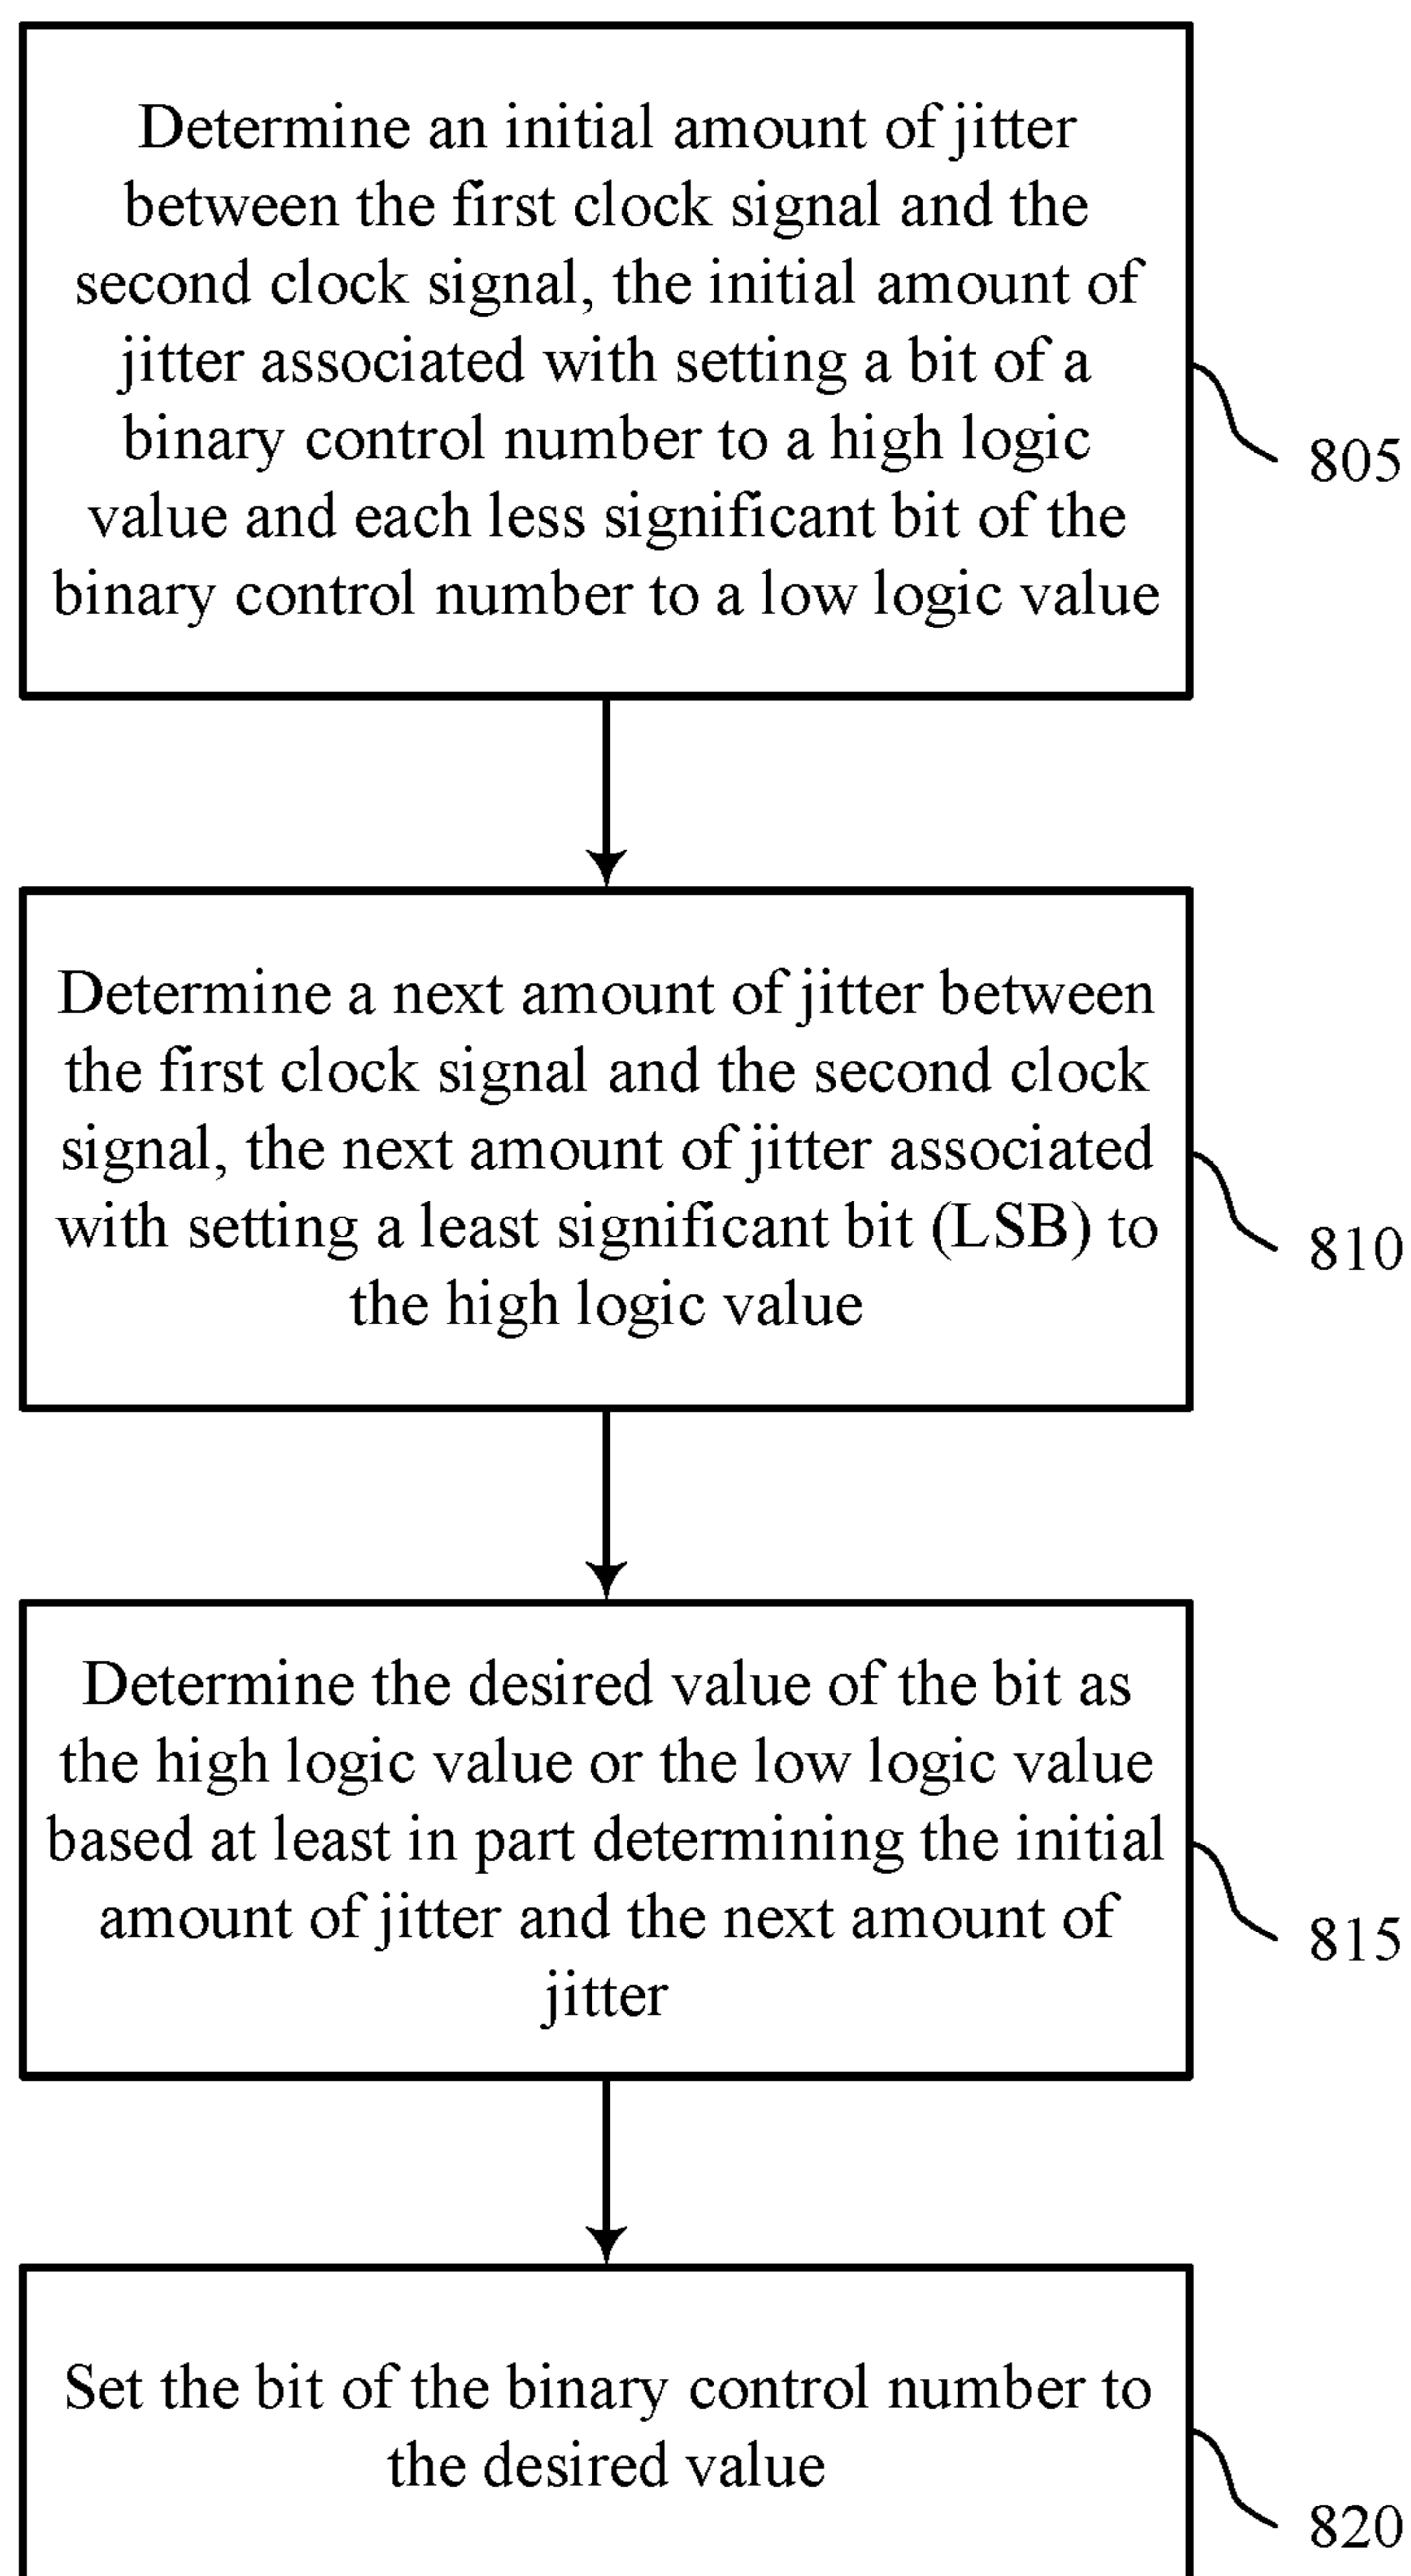 Determine an initial amount of jitter
between the first clock signal and the
second clock signal, the initial amount of
jitter associated with setting a bit of a
binary control number to a high logic
value and each less significant bit of the
binary control number to a low logic value
805
Determine a next amount of jitter between
the first clock signal and the second clock
signal, the next amount of jitter associated
with setting a least significant bit (LSB) to
the high logic value
810
Determine the desired value of the bit as
the high logic value or the low logic value
based at least in part determining the initial
amount of jitter and the next amount of
jitter
815
Set the bit of the binary control number to
the desired value
820